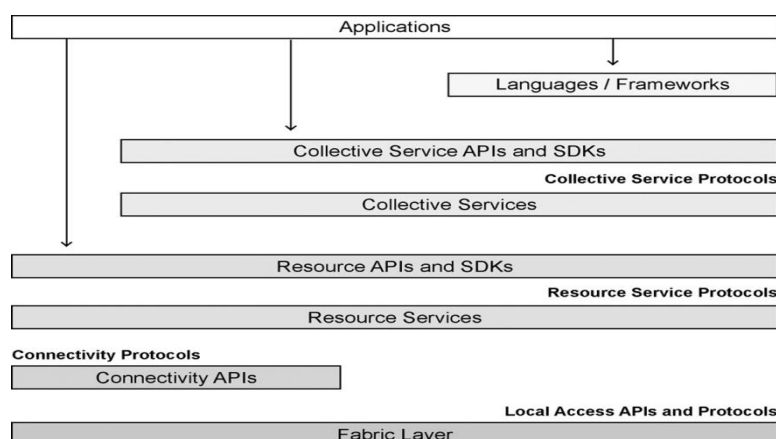 Applications
Languages / Frameworks
Collective Service APIs and SDKs
Collective Service Protocols
Collective Services
Resource APIs and SDKs
Resource Service Protocols
Resource Services
Connectivity Protocols
Connectivity APIs
Local Access APIs and Protocols
Fabric Layer